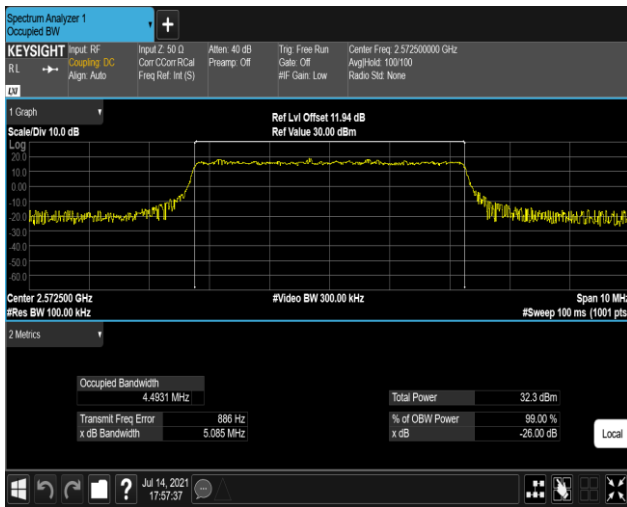 Spectrum Analyzer 1
Occupied BW
+
KEYSIGHT
RL
LXI
Input: RF
Coupling: DC
Align: Auto
Input Z: 50 Ω
Corr CCorr RCal
Freq Ref: Int (S)
Atten: 40 dB
Preamp: Off
Trig: Free Run
Gate: Off
#IF Gain: Low
Center Freq: 2.572500000 GHz
Avg|Hold: 100/100
Radio Std: None
1 Graph
Scale/Div 10.0 dB
Ref Lvl Offset 11.94 dB
Ref Value 30.00 dBm
Log
20.0
10.0
0.00
-10.0
-20.0
-30.0
-40.0
-50.0
-60.0
Center 2.572500 GHz
#Res BW 100.00 kHz
#Video BW 300.00 kHz
Span 10 MHz
#Sweep 100 ms (1001 pts
2 Metrics
Occupied Bandwidth
4.4931 MHz
Transmit Freq Error 886 Hz
x dB Bandwidth 5.085 MHz
Total Power 32.3 dBm
% of OBW Power 99.00 %
x dB -26.00 dB
Local
?
Jul 14, 2021
17:57:37